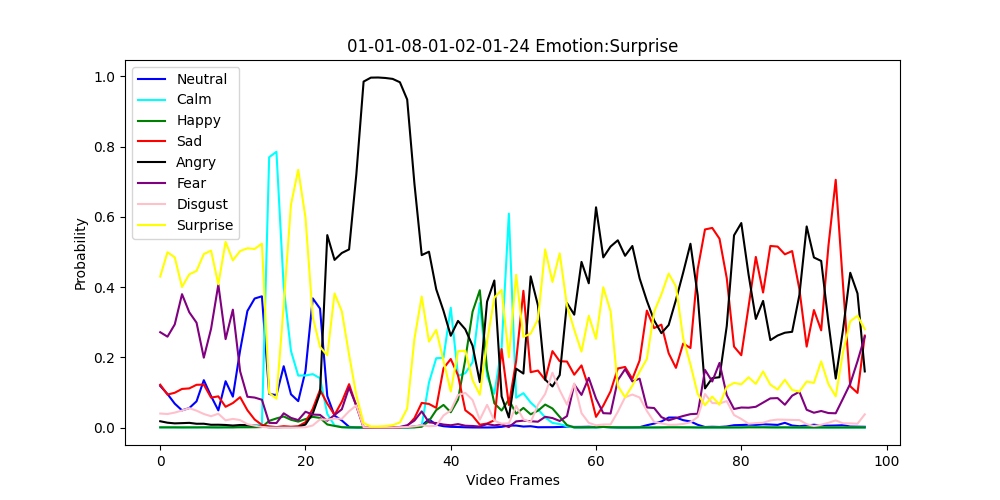 01-01-08-01-02-01-24 Emotion:Surprise
Probability
1.0
0.8
0.6
0.4
0.2
0.0
Neutral
Calm
Happy
Sad
Angry
Fear
Disgust
Surprise
0 20 40 60 80 100
Video Frames